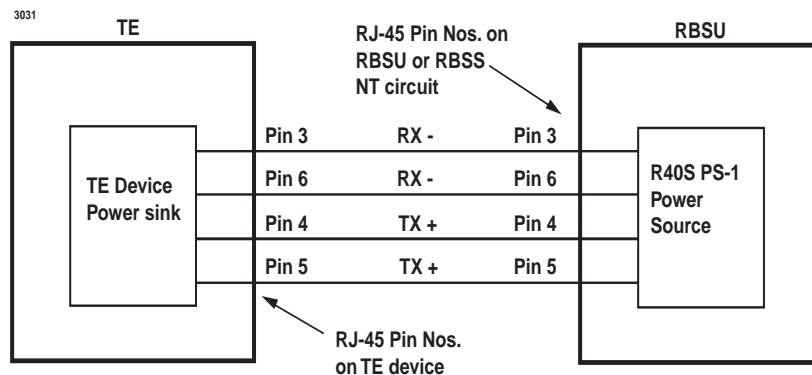 3031
TE
RJ-45 Pin Nos. on
RBSU or RBSS
NT circuit
RBSU
Pin 3 RX - Pin 3
Pin 6 RX - Pin 6
Pin 4 TX + Pin 4
Pin 5 TX + Pin 5
TE Device
Power sink
R40S PS-1
Power
Source
RJ-45 Pin Nos.
on TE device